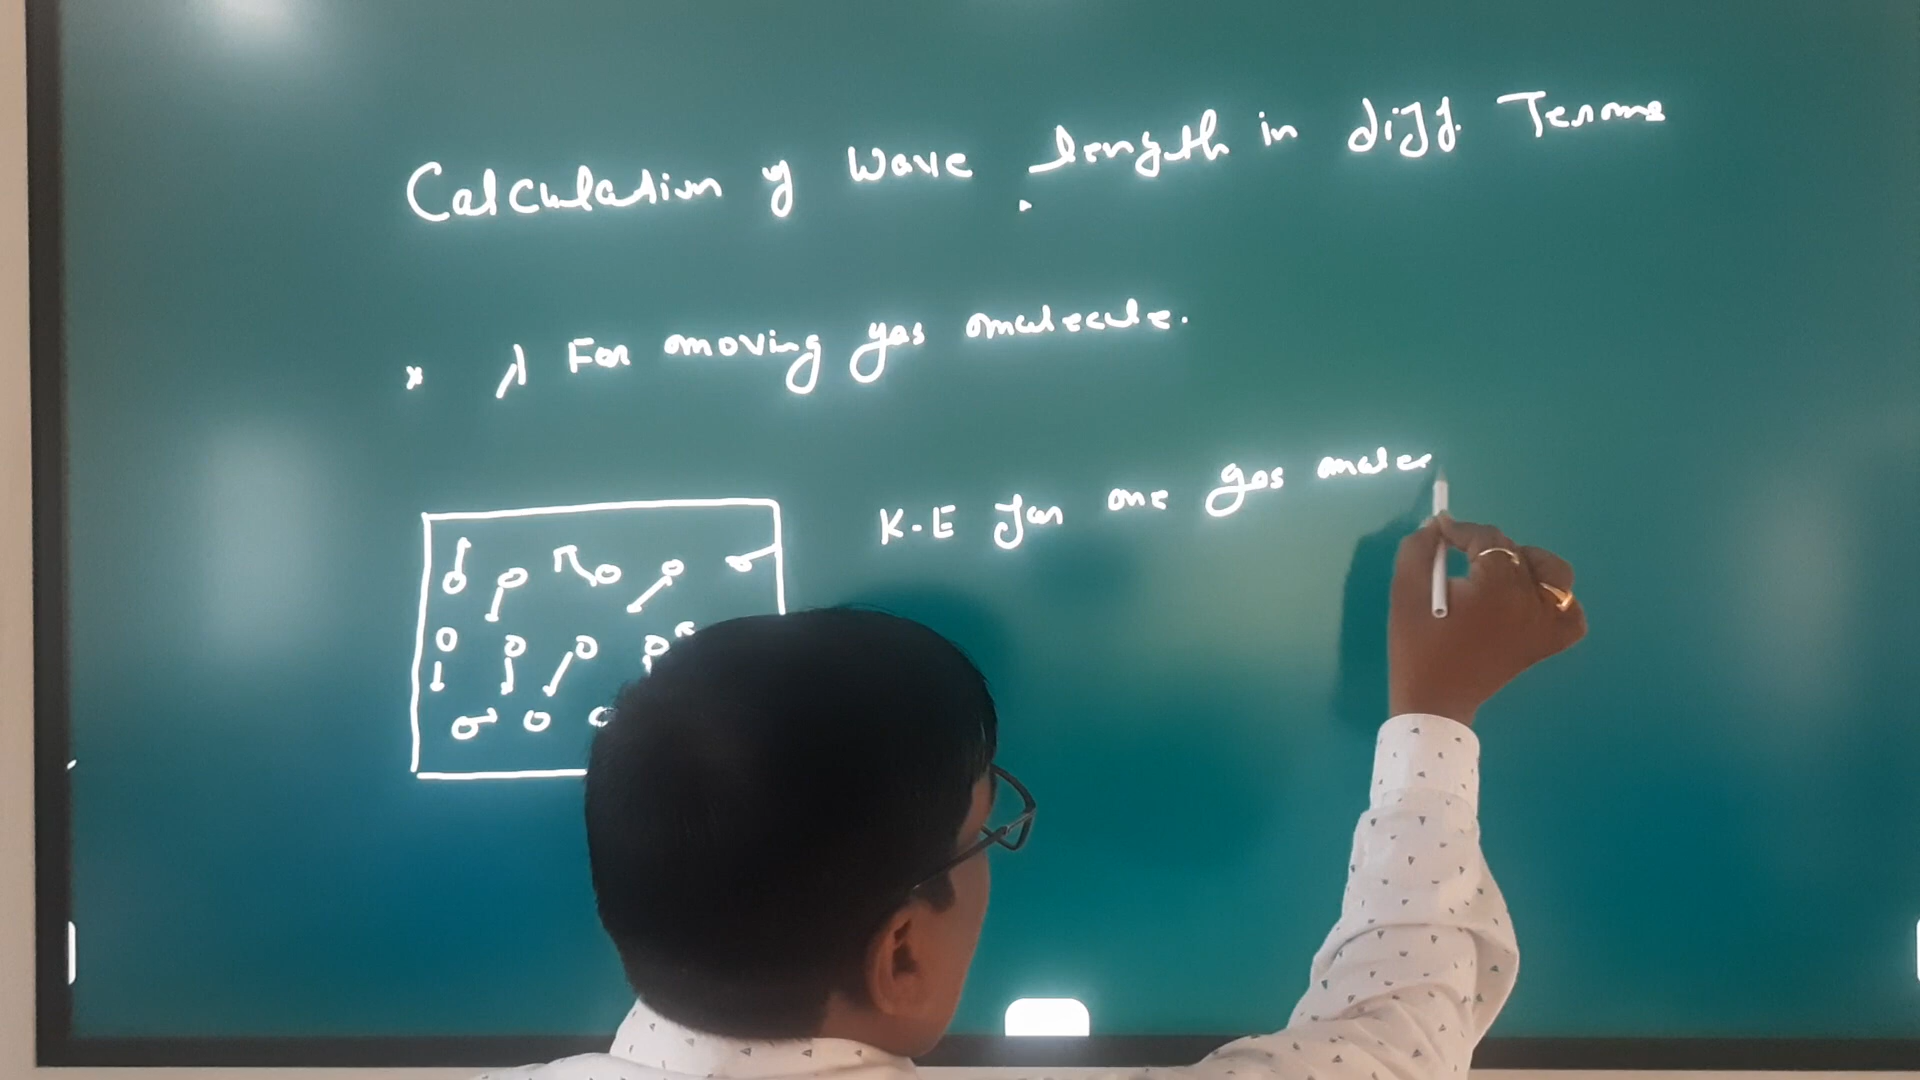 Calculation of Wave length in diff. Terms
* λ For moving gas molecule.
K.E for one gas molec